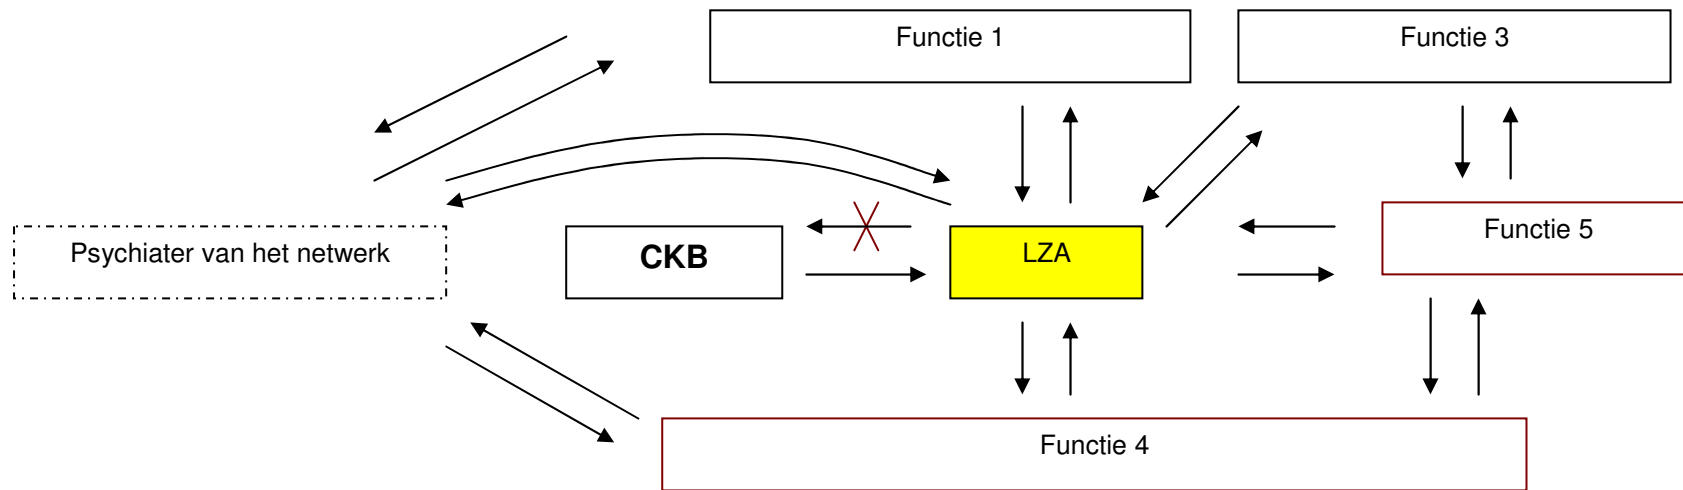 Functie 1
Functie 3
Psychiater van het netwerk
CKB
LZA
Functie 5
Functie 4